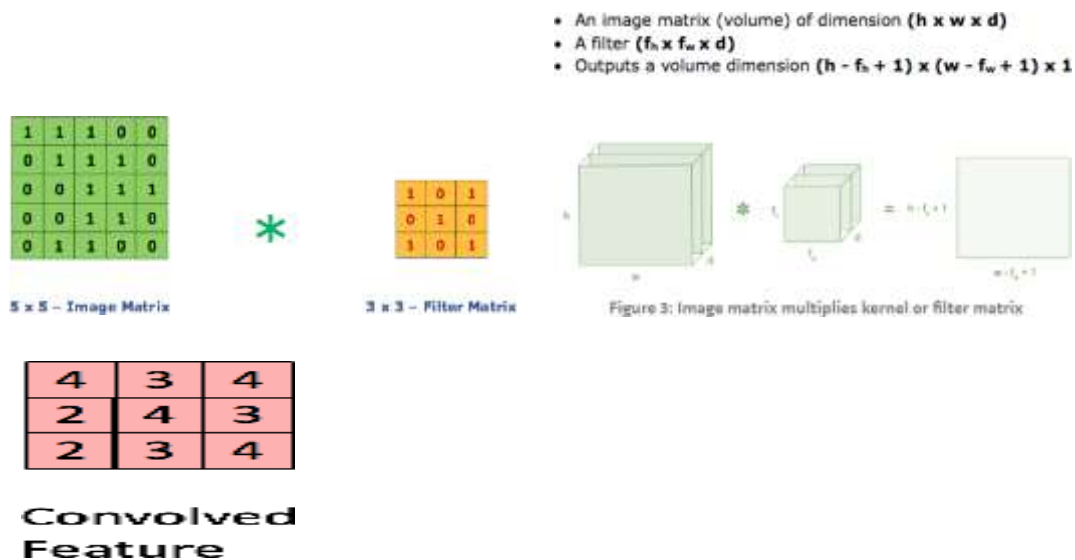 • An image matrix (volume) of dimension (h x w x d)
• A filter (fₕ x f_w x d)
• Outputs a volume dimension (h - fₕ + 1) x (w - f_w + 1) x 1
1 1 1 0 0
0 1 1 1 0
0 0 1 1 1
0 0 1 1 0
0 1 1 0 0
*
1 0 1
0 1 0
1 0 1
h
w
d
*
d
=
5 x 5 – Image Matrix
3 x 3 – Filter Matrix
Figure 3: Image matrix multiplies kernel or filter matrix
4 3 4
2 4 3
2 3 4
Convolved
Feature